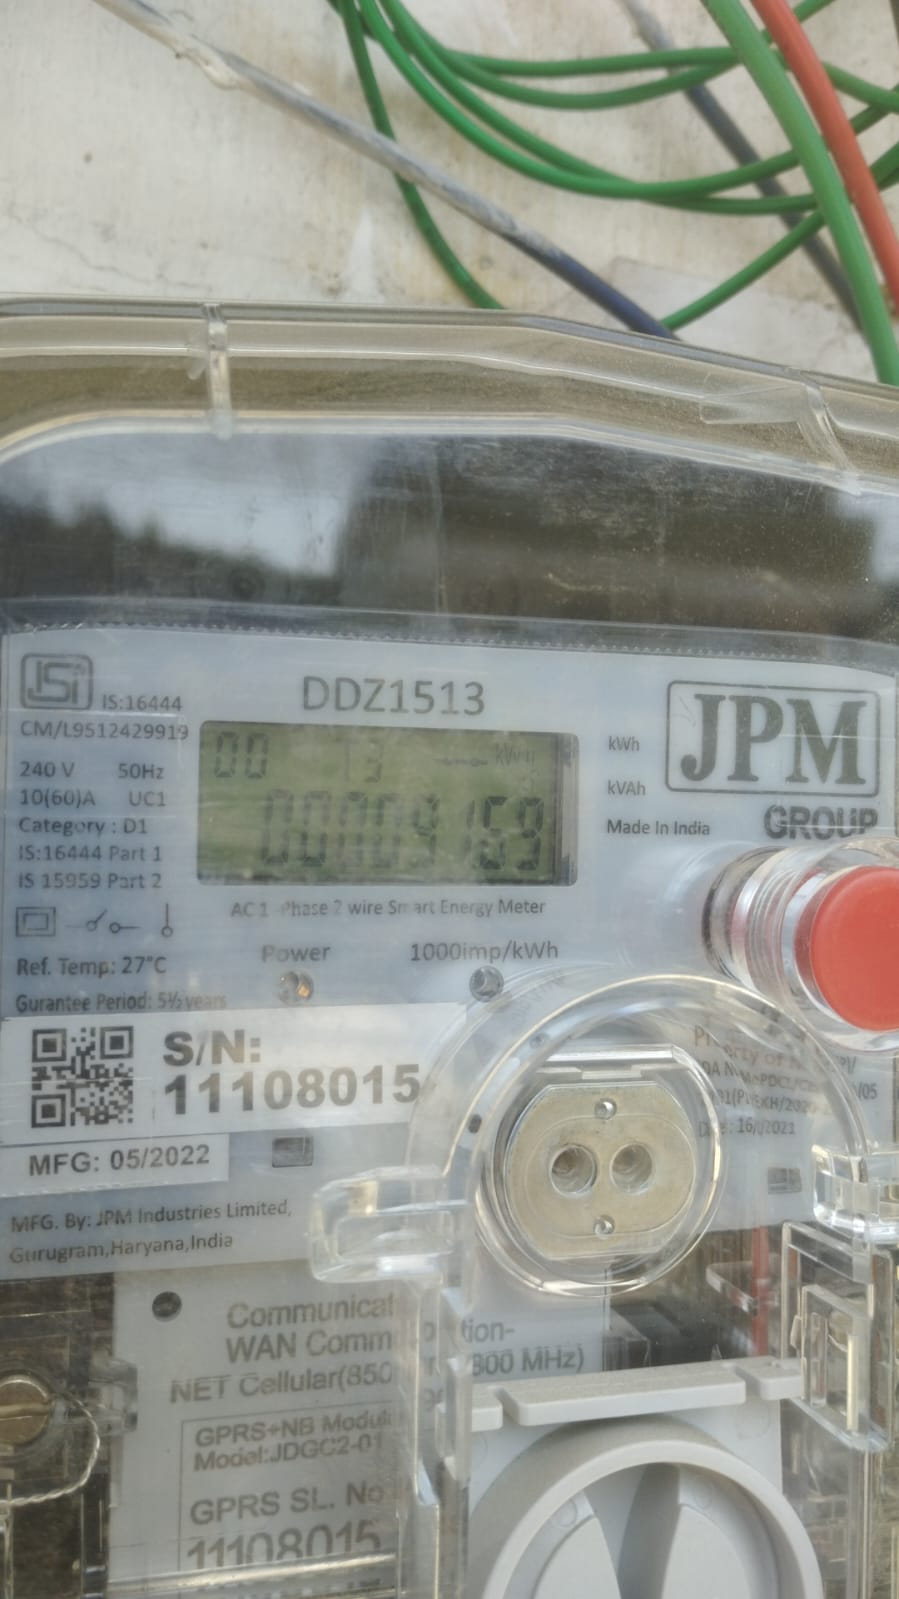 DDZ1513
IS:16444
CM/L9512429919
240 V 50Hz
10(60)A UC1
Category : D1
IS:16444 Part 1
IS 15959 Part 2
00 T3 kWh
kWh
kVAh
JPM
GROUP
Made In India
AC 1 -Phase 2 wire Smart Energy Meter
Ref. Temp: 27°C
Power 1000imp/kWh
Gurantee Period: 5½ years
S/N:
11108015
MFG: 05/2022
MFG. By: JPM Industries Limited,
Gurugram,Haryana,India
Property of
WAN Comm
NET Cellular(850
GPRS+NB Modul
Model:JDGC2-01
GPRS SL. No
11108015